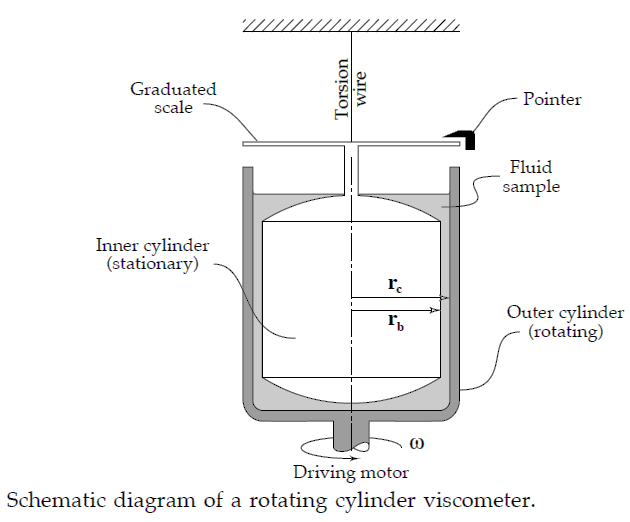 Torsion
wire
Graduated
scale
Pointer
Fluid
sample
Inner cylinder
(stationary)
rc
rb
Outer cylinder
(rotating)
ω
Driving motor
Schematic diagram of a rotating cylinder viscometer.